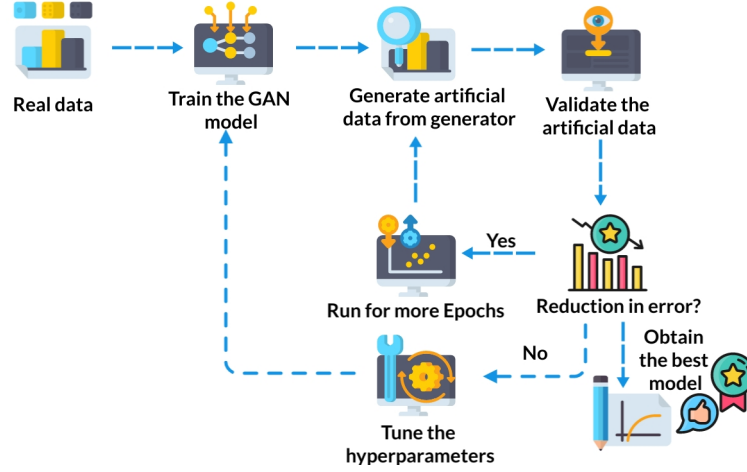 Real data
Train the GAN
model
Generate artificial
data from generator
Validate the
artificial data
Yes
Run for more Epochs
Reduction in error?
No
Obtain
the best
model
Tune the
hyperparameters